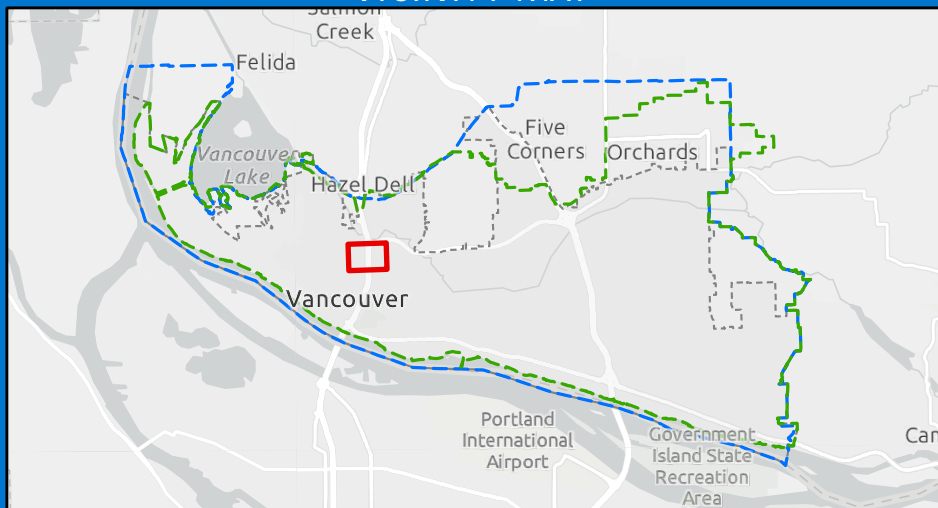 Salmon
Creek
Felida
Five
Corners
Orchards
Vancouver
Lake
Hazel Dell
Vancouver
Portland
International
Airport
Government
Island State
Recreation
Area